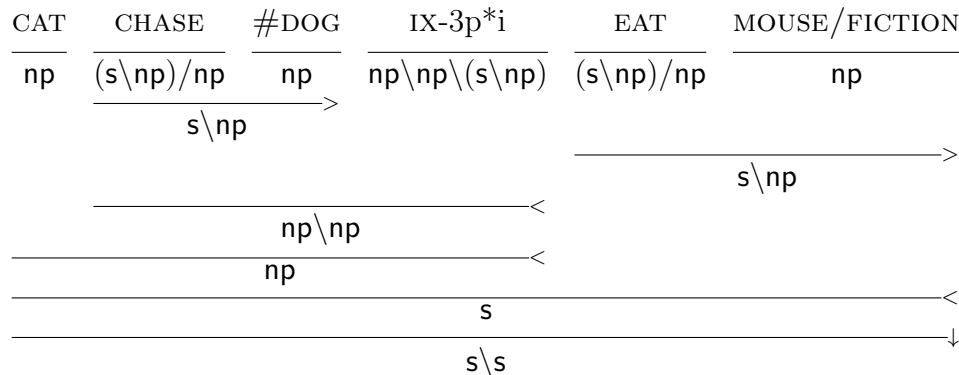 CAT CHASE #DOG IX-3p*i EAT MOUSE/FICTION
np (s\np)/np np np\np\(s\np) (s\np)/np np
>
s\np
>
s\np
<
np\np
<
np
<
s
↓
s\s